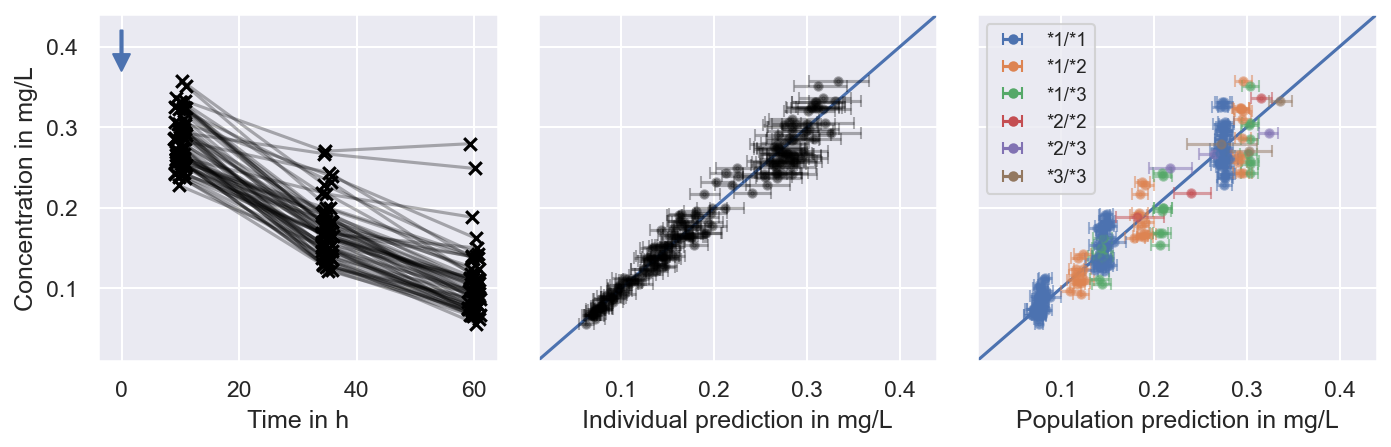 Concentration in mg/L
0.4
0.3
0.2
0.1
0 20 40 60
Time in h
0.1 0.2 0.3 0.4
Individual prediction in mg/L
*1/*1
*1/*2
*1/*3
*2/*2
*2/*3
*3/*3
0.1 0.2 0.3 0.4
Population prediction in mg/L